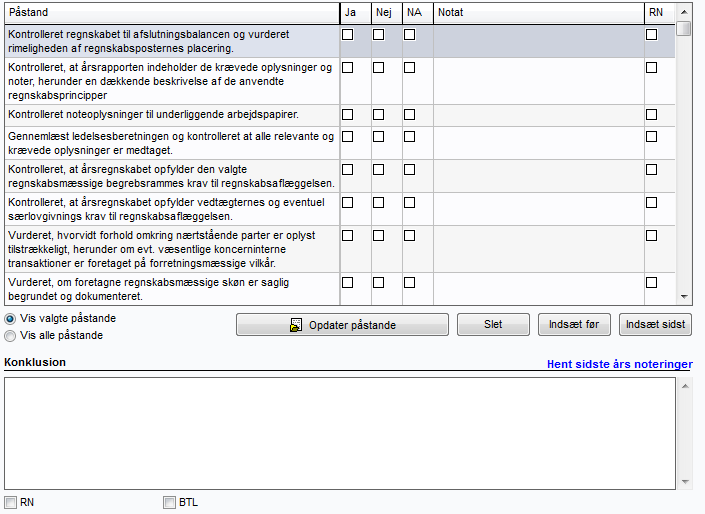 Påstand Ja Nej NA Notat RN
Kontrolleret regnskabet til afslutningsbalancen og vurderet
rimeligheden af regnskabsposternes placering.
Kontrolleret, at årsrapporten indeholder de krævede oplysninger og
noter, herunder en dækkende beskrivelse af de anvendte
regnskabsprincipper
Kontrolleret noteoplysninger til underliggende arbejdspapirer.
Gennemlæst ledelsesberetningen og kontrolleret at alle relevante og
krævede oplysninger er medtaget.
Kontrolleret, at årsregnskabet opfylder den valgte
regnskabsmæssige begrebsrammes krav til regnskabsaflæggelsen.
Kontrolleret, at årsregnskabet opfylder vedtægternes og eventuel
særlovgivnings krav til regnskabsaflæggelsen.
Vurderet, hvorvidt forhold omkring nærtstående parter er oplyst
tilstrækkeligt, herunder om evt. væsentlige koncerninterne
transaktioner er foretaget på forretningsmæssige vilkår.
Vurderet, om foretagne regnskabsmæssige skøn er saglig
begrundet og dokumenteret.
Vis valgte påstande
Vis alle påstande
Opdater påstande Slet Indsæt før Indsæt sidst
Konklusion Hent sidste års noteringer
RN BTL